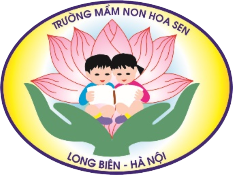 TRƯỜNG MẦM NON HOA SEN
LONG BIÊN - HÀ NỘI